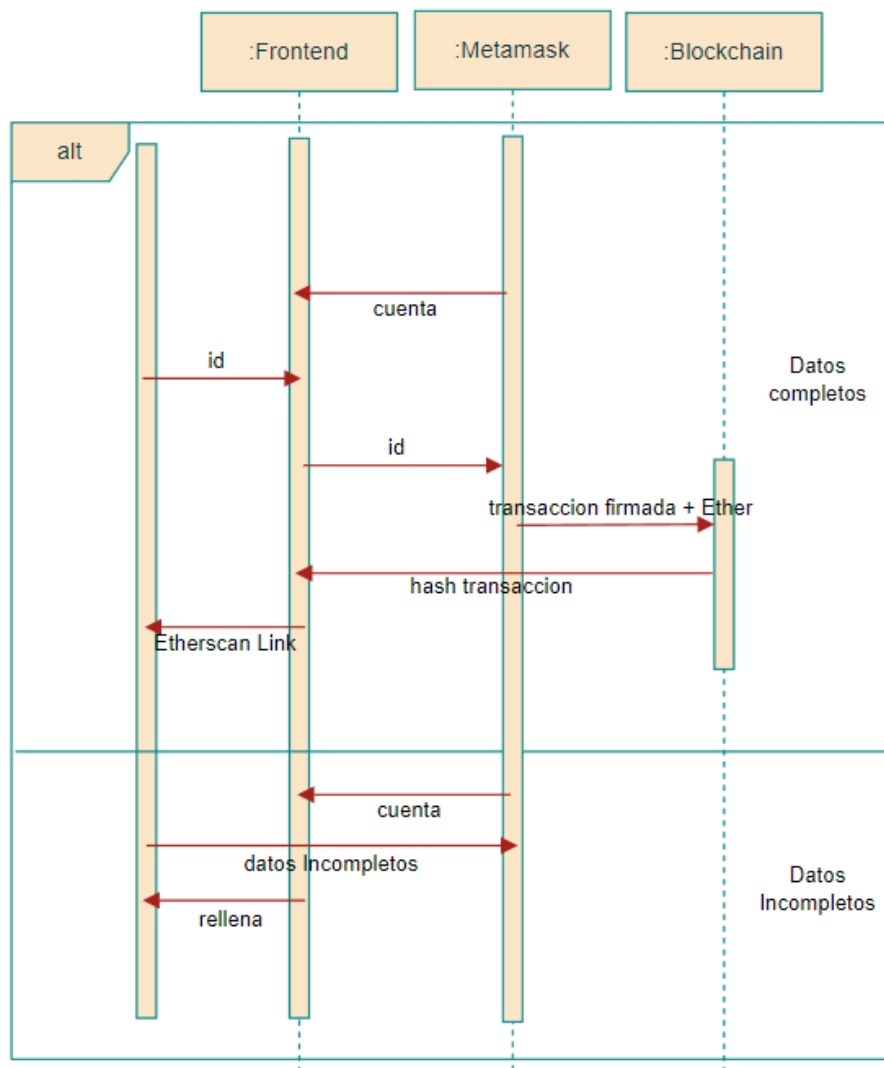 :Frontend
:Metamask
:Blockchain
alt
cuenta
id
Datos
completos
id
transaccion firmada + Ether
hash transaccion
Etherscan Link
cuenta
datos Incompletos
Datos
Incompletos
rellena